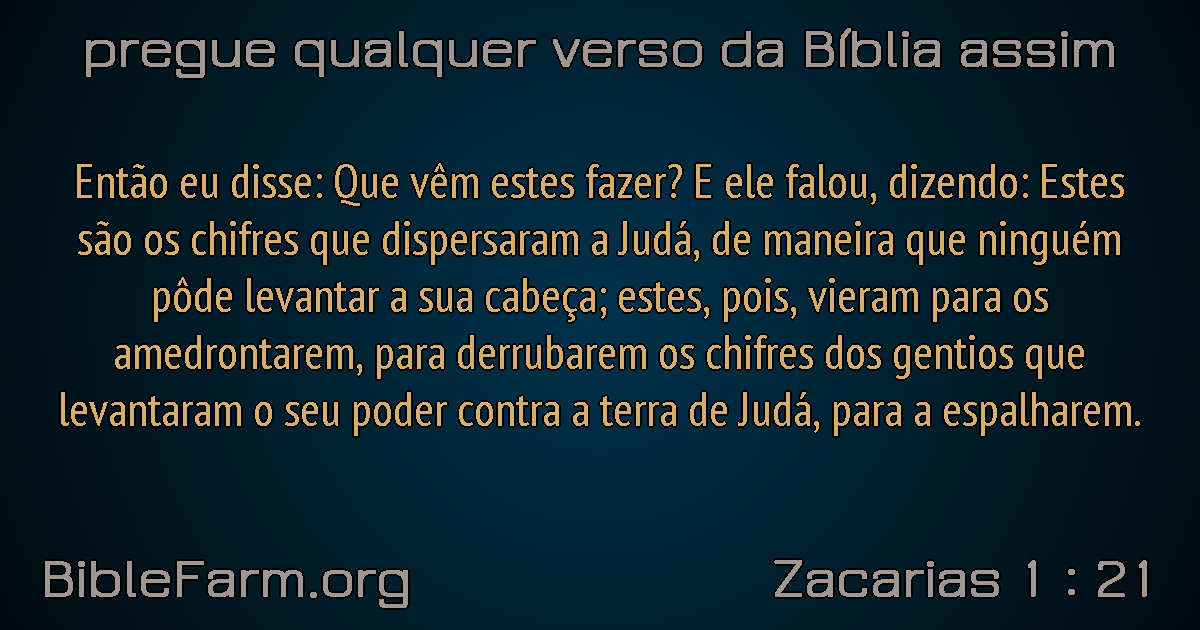 pregue qualquer verso da Bíblia assim
Então eu disse: Que vêm estes fazer? E ele falou, dizendo: Estes
são os chifres que dispersaram a Judá, de maneira que ninguém
pôde levantar a sua cabeça; estes, pois, vieram para os
amedrontarem, para derrubarem os chifres dos gentios que
levantaram o seu poder contra a terra de Judá, para a espalharem.
BibleFarm.org
Zacarias 1 : 21